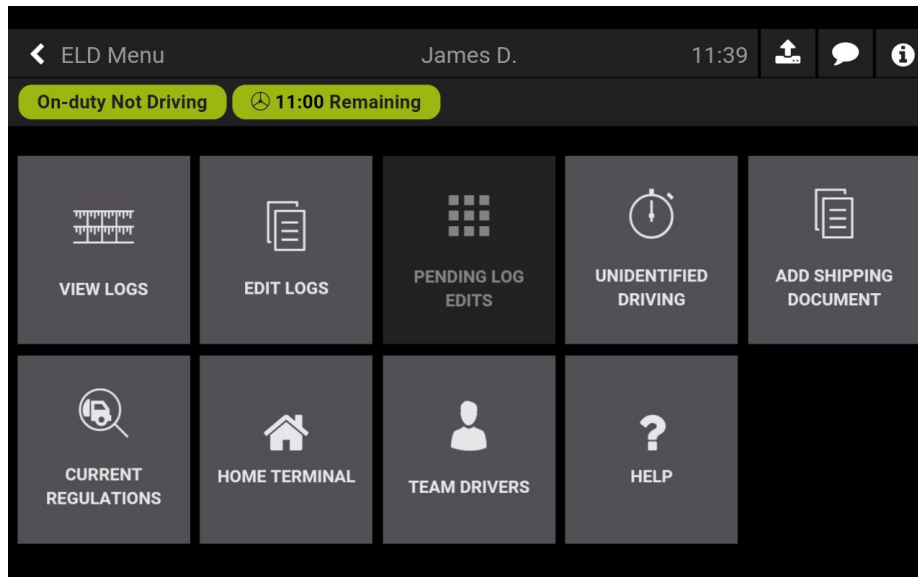 ELD Menu James D. 11:39
On-duty Not Driving 11:00 Remaining
VIEW LOGS
EDIT LOGS
PENDING LOG
EDITS
UNIDENTIFIED
DRIVING
ADD SHIPPING
DOCUMENT
CURRENT
REGULATIONS
HOME TERMINAL
TEAM DRIVERS
HELP